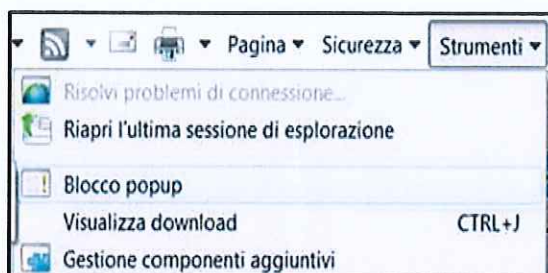 Pagina Sicurezza Strumenti
Risolvi problemi di connessione...
Riapri l'ultima sessione di esplorazione
Blocco popup
Visualizza download CTRL+J
Gestione componenti aggiuntivi